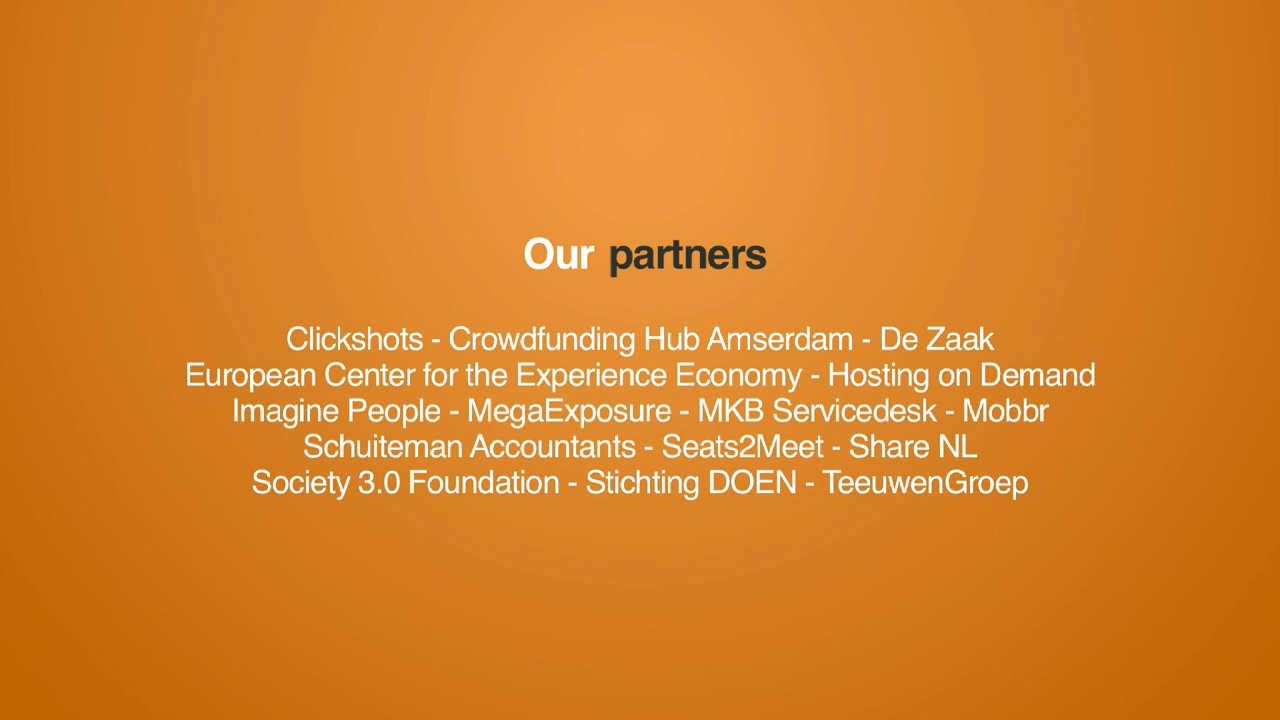 Our partners
Clickshots - Crowdfunding Hub Amserdam - De Zaak
European Center for the Experience Economy - Hosting on Demand
Imagine People - MegaExposure - MKB Servicedesk - Mobbr
Schuiteman Accountants - Seats2Meet - Share NL
Society 3.0 Foundation - Stichting DOEN - TeeuwenGroep